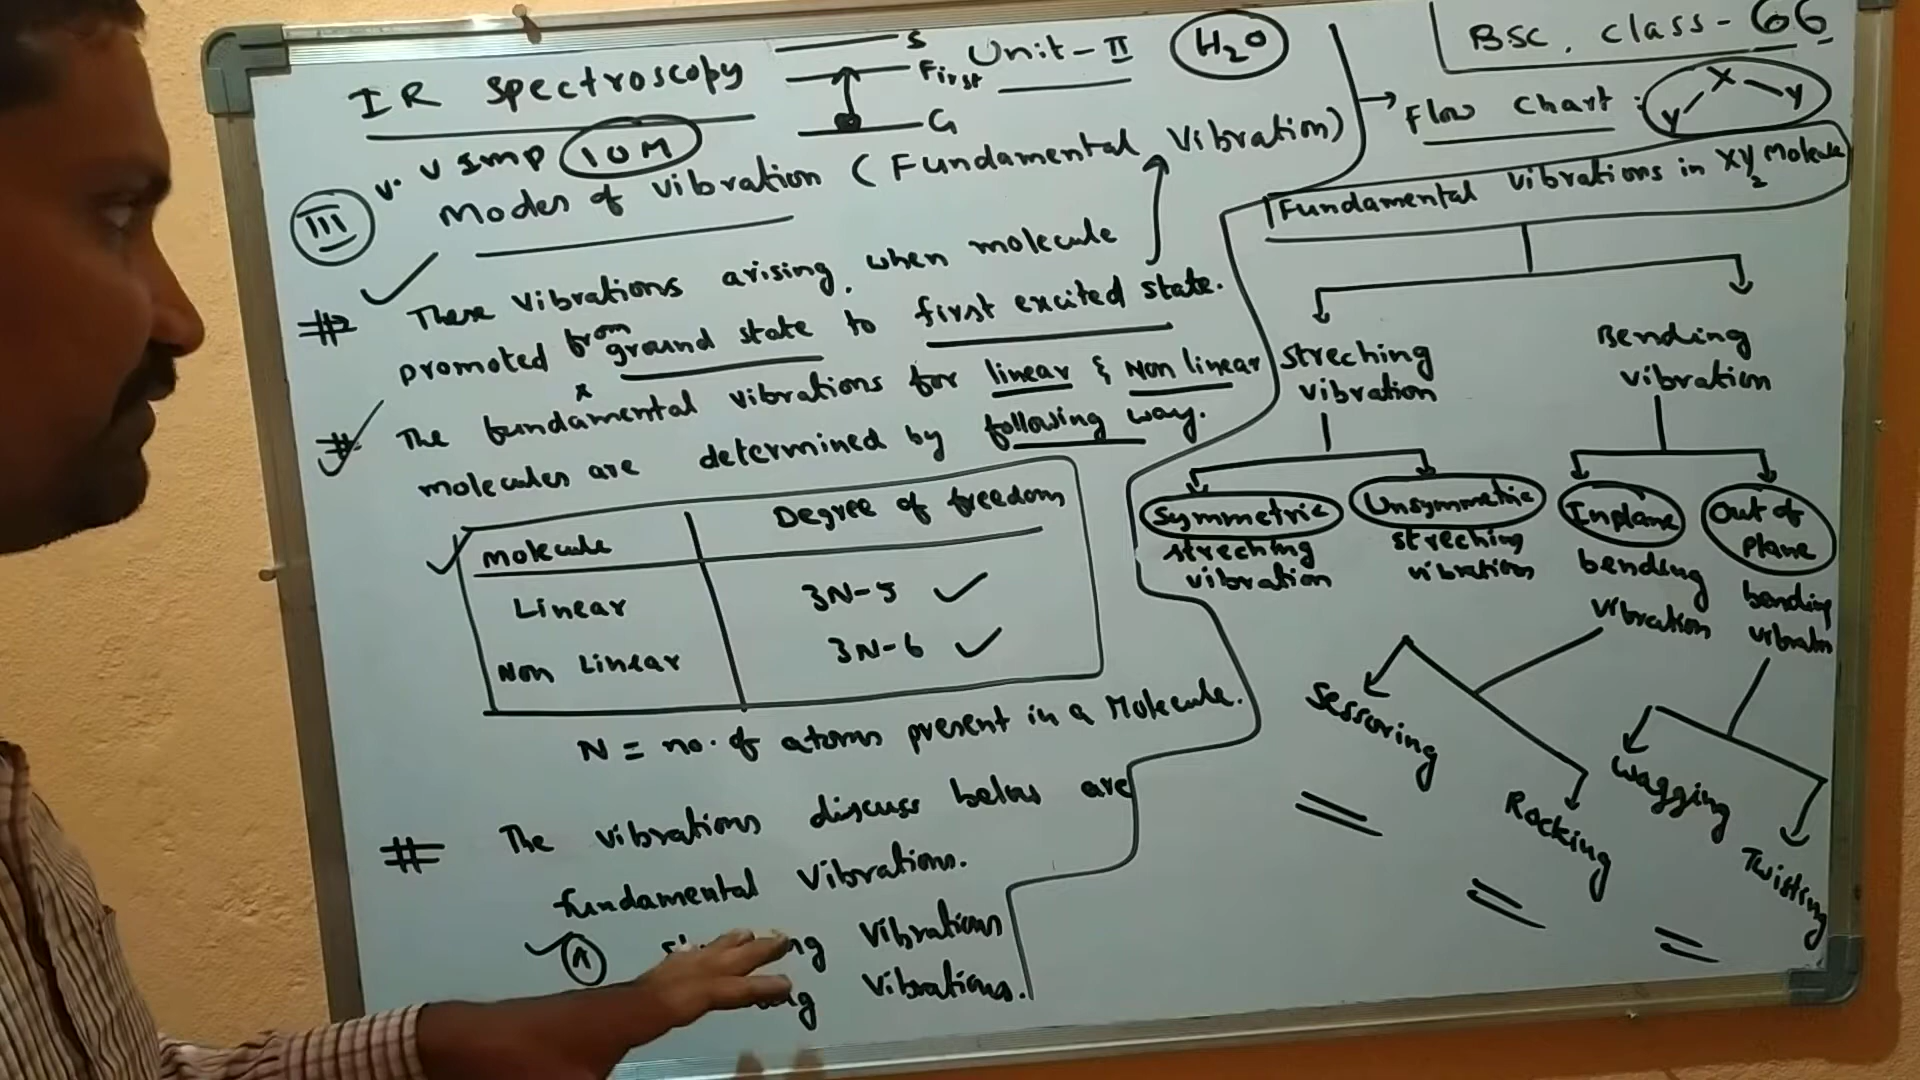 IR Spectroscopy
Unit-II
S
First
G
H2O
BSC. class-66
V. V Imp 10M
III Modes of vibration (Fundamental Vibration)
# These vibrations arising, when molecule
promoted from ground state to first excited state.
# The fundamental vibrations for linear & Non linear
molecules are determined by following way.
Molecule Degree of freedom
Linear 3N-5
Non Linear 3N-6
N = no. of atoms present in a Molecule.
# The vibrations discuss below are
fundamental vibrations.
A vibrations
vibrations.
Flow chart :
Y X Y
Fundamental vibrations in XY2 Molecule
Streching
vibration
Bending
vibration
Symmetric
streching
vibration
Unsymmetric
streching
vibration
Inplane
bending
vibration
Out of
plane
bending
vibratn
Sessoring
Rocking
Wagging
Twisting